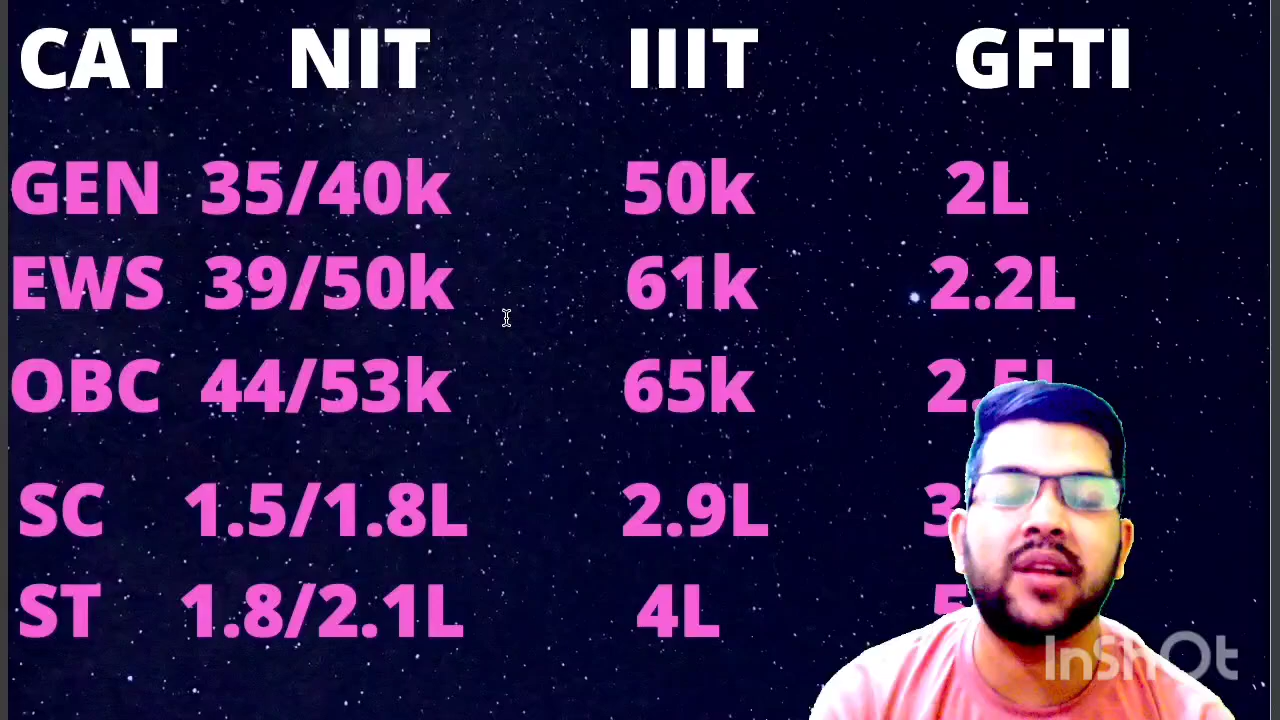 CAT NIT IIIT GFTI
GEN 35/40k 50k 2L
EWS 39/50k 61k 2.2L
OBC 44/53k 65k
SC 1.5/1.8L 2.9L
ST 1.8/2.1L 4L
InShOt